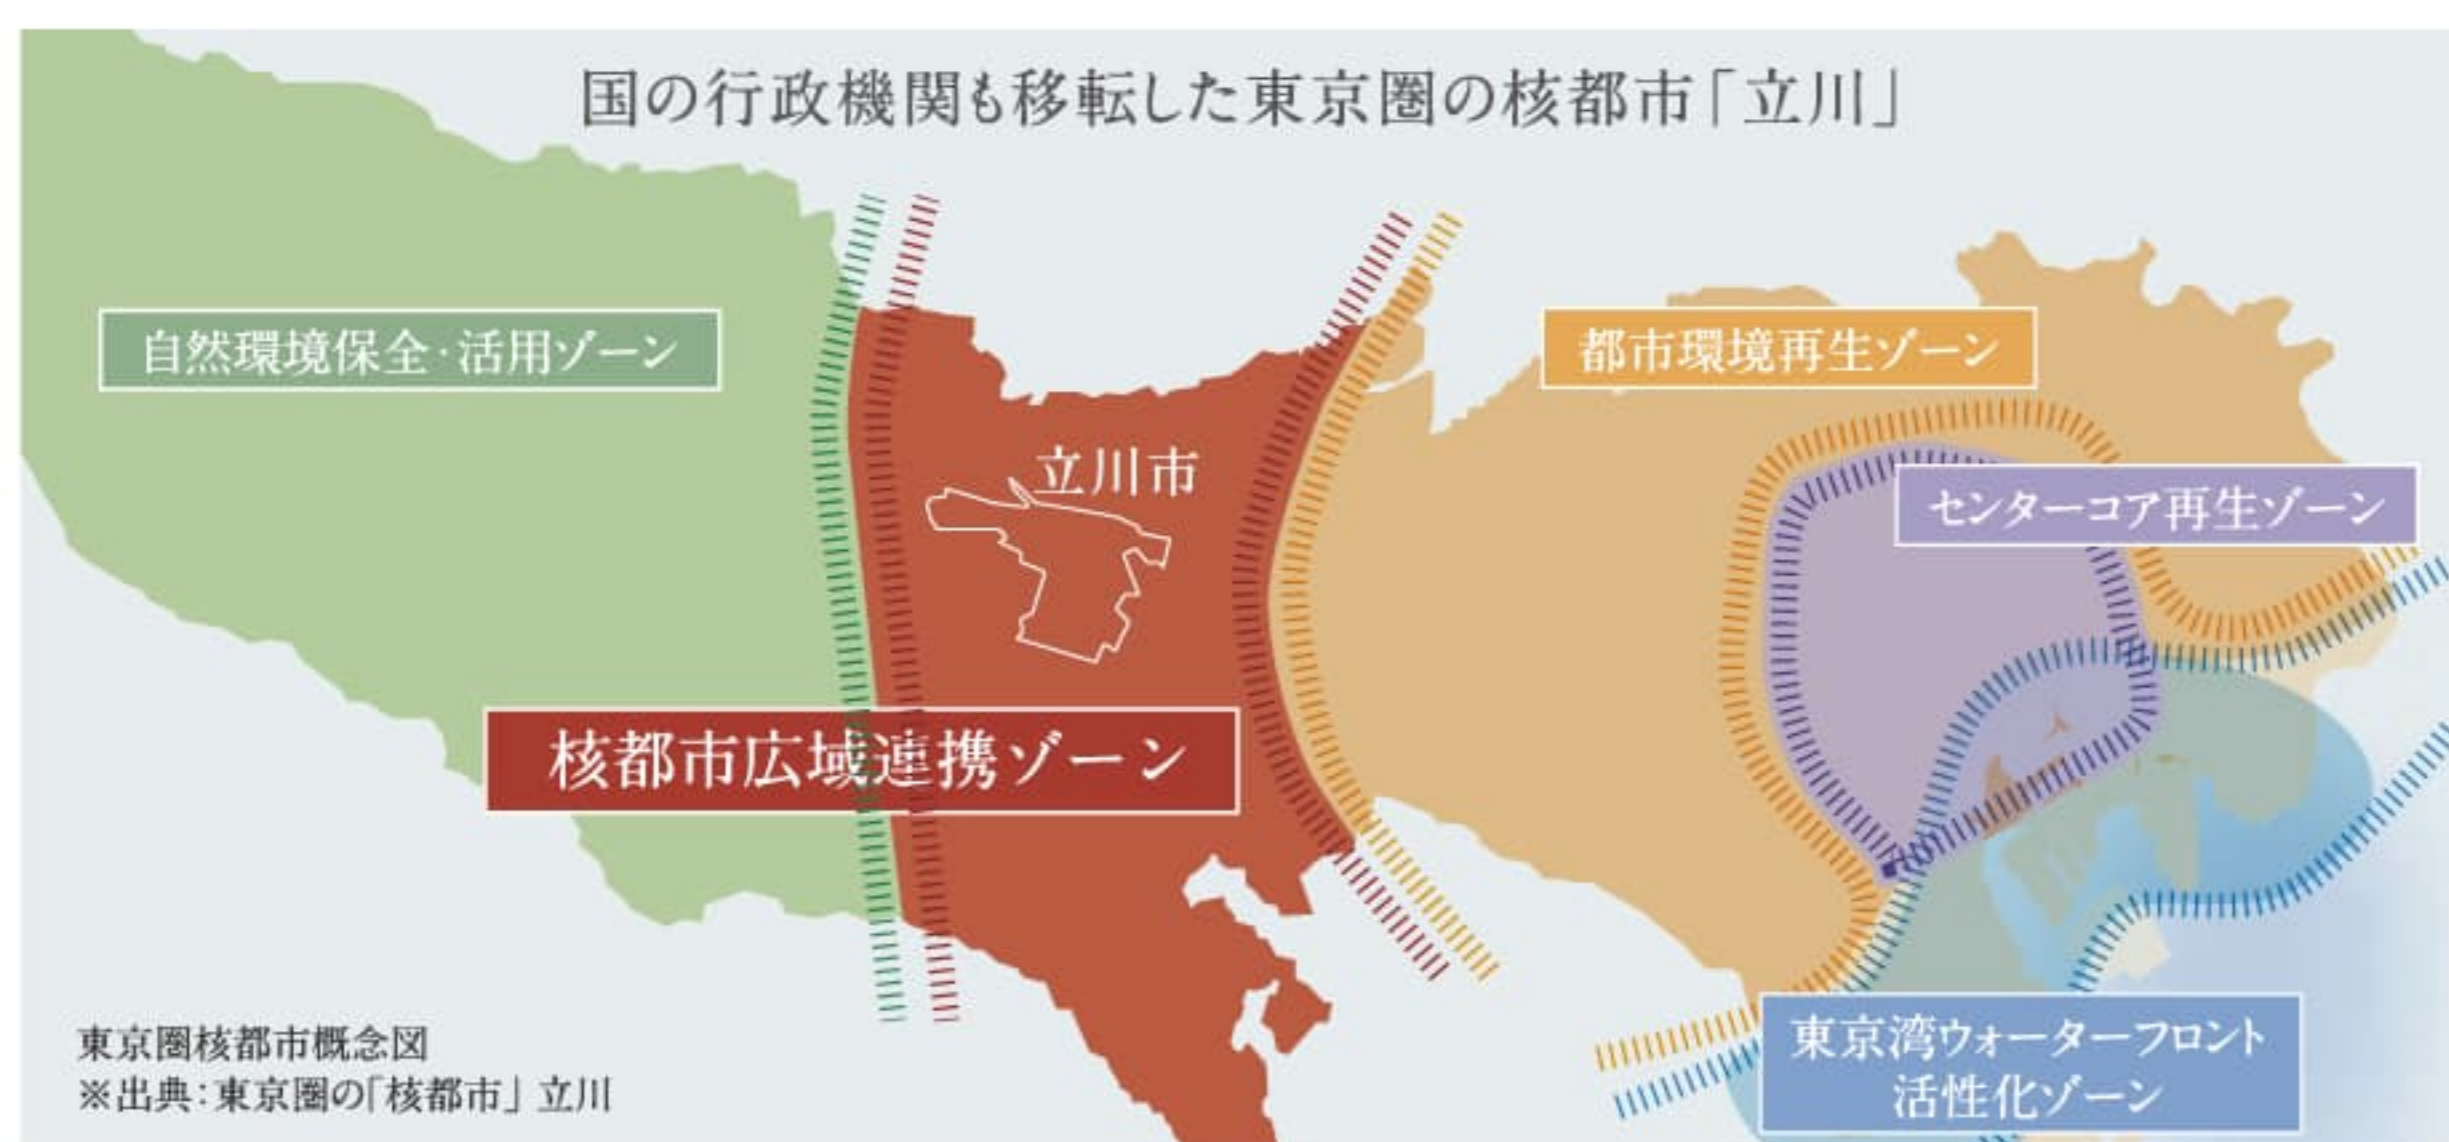 国の行政機関も移転した東京圏の核都市「立川」
自然環境保全・活用ゾーン
都市環境再生ゾーン
立川市
センターコア再生ゾーン
核都市広域連携ゾーン
東京湾ウォーターフロント
活性化ゾーン
東京圏核都市概念図
※出典：東京圏の「核都市」立川